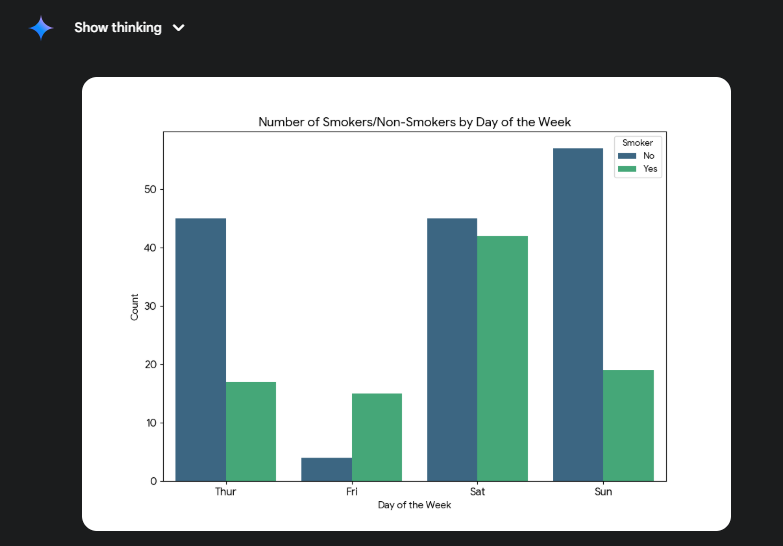 Show thinking
Number of Smokers/Non-Smokers by Day of the Week
Smoker
No
Yes
50
40
30
20
10
0
Count
Thur Fri Sat Sun
Day of the Week